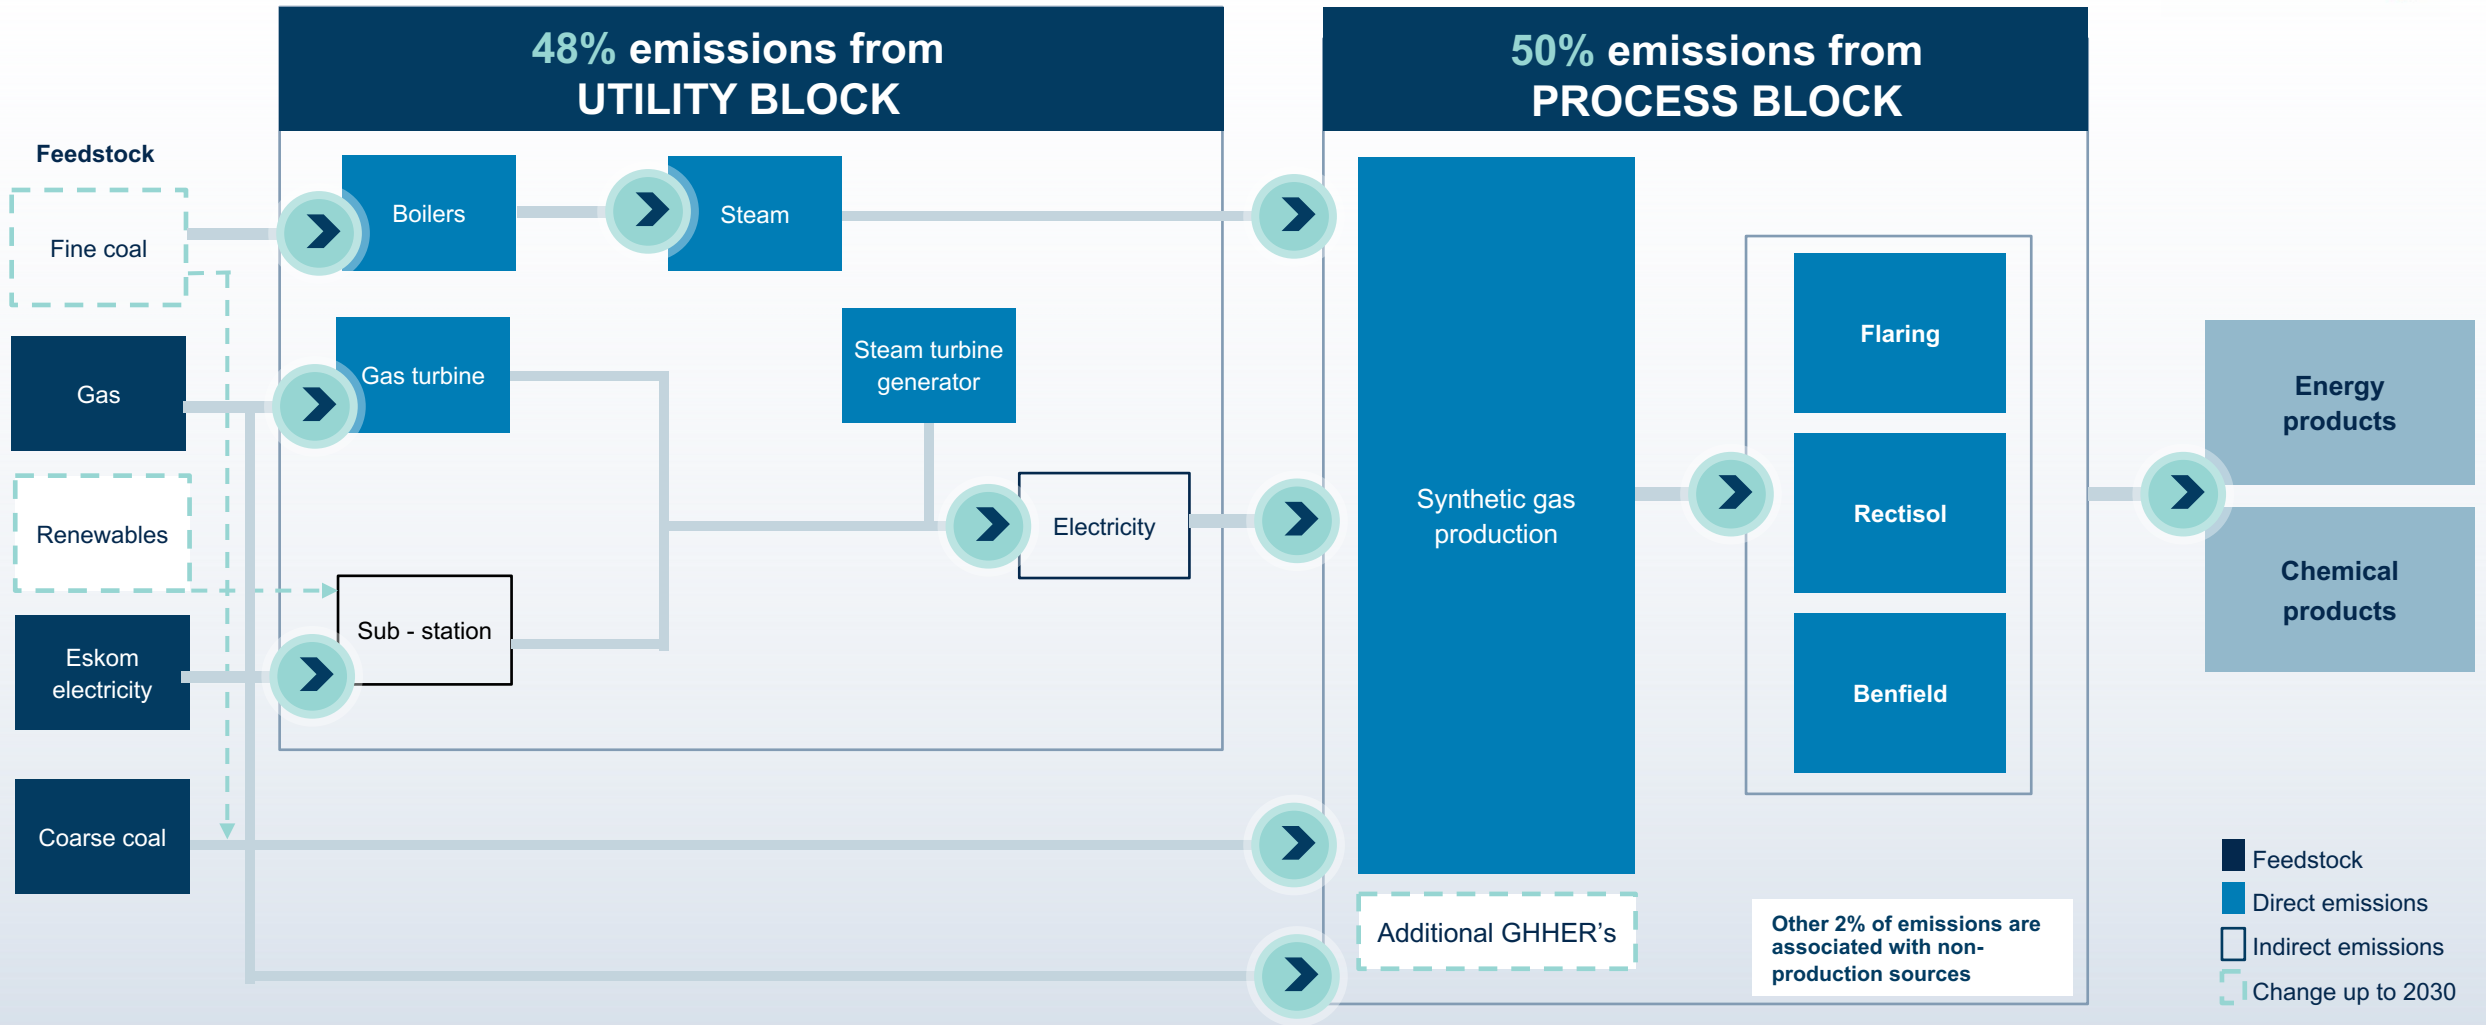 48% emissions from
UTILITY BLOCK
50% emissions from
PROCESS BLOCK
Feedstock
Fine coal
Gas
Renewables
Eskom
electricity
Coarse coal
Boilers
Steam
Gas turbine
Steam turbine
generator
Electricity
Sub - station
Synthetic gas
production
Additional GHHER’s
Flaring
Rectisol
Benfield
Other 2% of emissions are
associated with non-
production sources
Energy
products
Chemical
products
Feedstock
Direct emissions
Indirect emissions
Change up to 2030